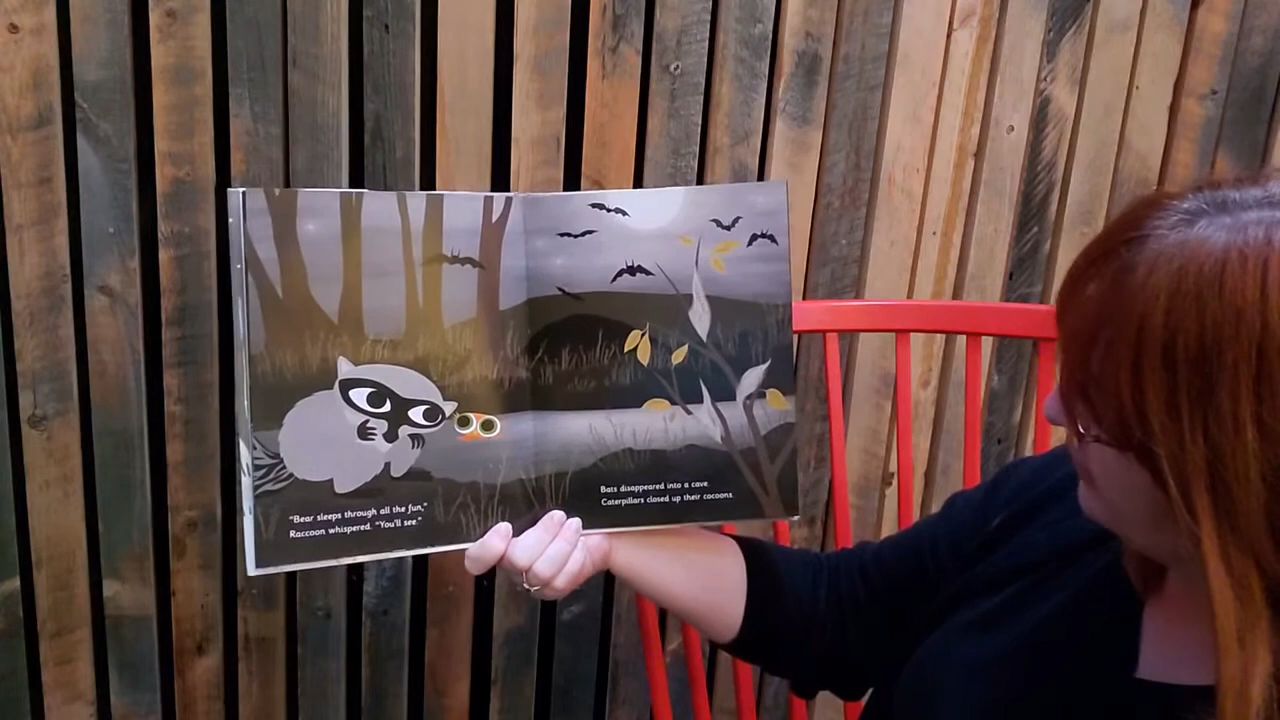 "Bear sleeps through all the fun,"
Raccoon whispered. "You'll see."
Bats disappeared into a cave.
Caterpillars closed up their cocoons.